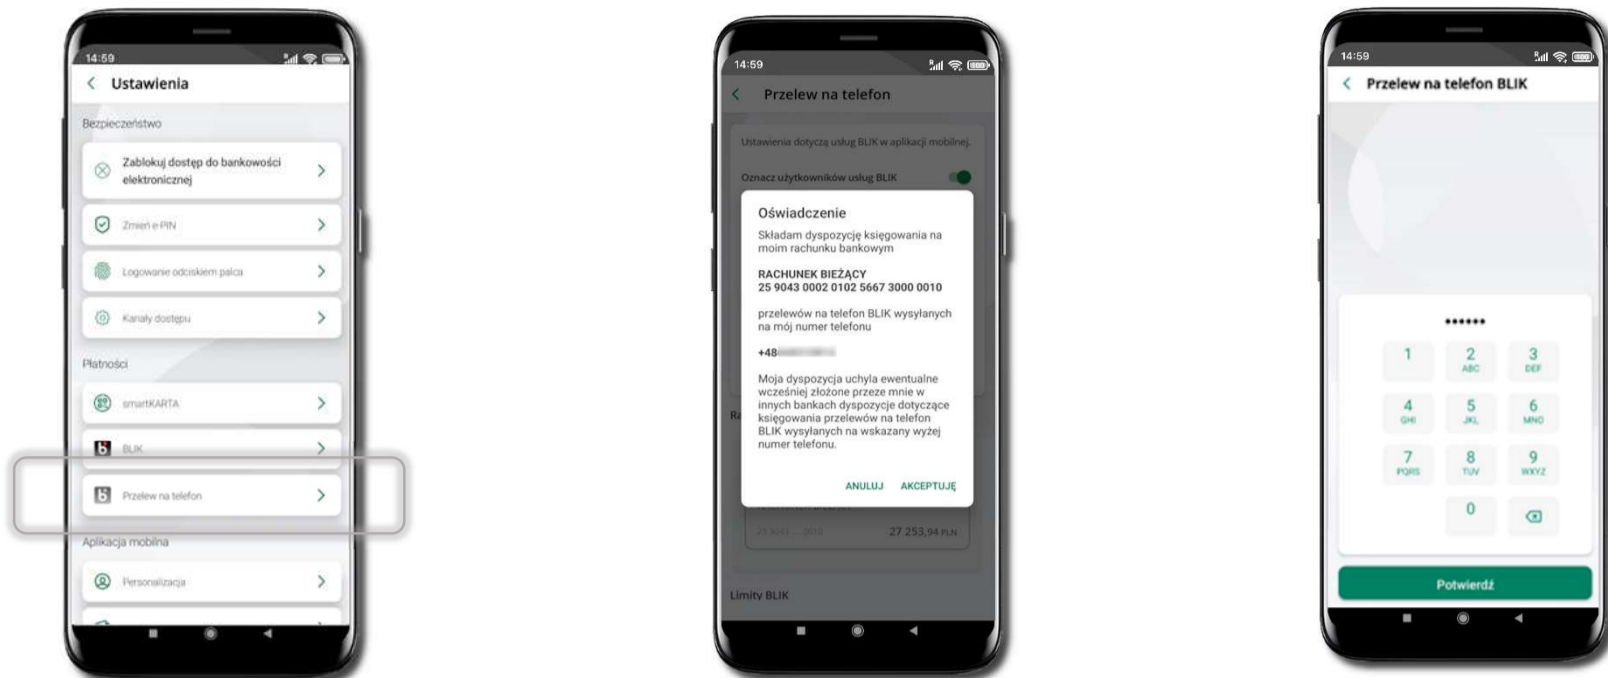 14:59
Ustawienia
Bezpieczeństwo
Zablokuj dostęp do bankowości
elektronicznej
Zmień e-PIN
Logowanie odciskiem palca
Kanały dostępu
Płatności
smartKARTA
BLIK
Przelew na telefon
Aplikacja mobilna
Personalizacja
14:59
Przelew na telefon
Ustawienia dotyczą usług BLIK w aplikacji mobilnej.
Oznacz użytkowników usług BLIK
Oświadczenie
Składam dyspozycję księgowania na
moim rachunku bankowym
RACHUNEK BIEŻĄCY
25 9043 0002 0102 5667 3000 0010
przelewów na telefon BLIK wysyłanych
na mój numer telefonu
+48
Moja dyspozycja uchyla ewentualne
wcześniej złożone przeze mnie w
innych bankach dyspozycje dotyczące
księgowania przelewów na telefon
BLIK wysyłanych na wskazany wyżej
numer telefonu.
ANULUJ AKCEPTUJĘ
27 253,94 PLN
Limity BLIK
14:59
Przelew na telefon BLIK
1 2 3
ABC DEF
4 5 6
GHI JKL MNO
7 8 9
PQRS TUV WXYZ
0
Potwierdź